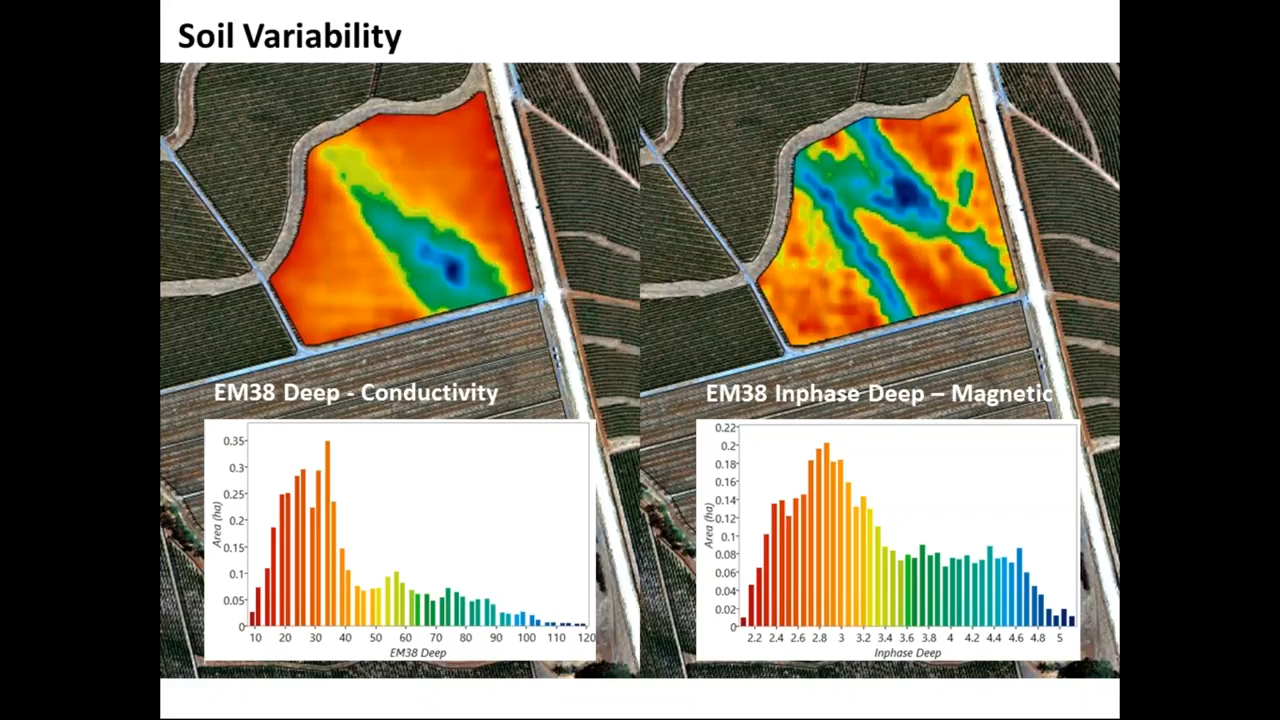 Soil Variability
EM38 Deep - Conductivity
EM38 Inphase Deep – Magnetic
Area (ha)
0.35
0.3
0.25
0.2
0.15
0.1
0.05
0
10 20 30 40 50 60 70 80 90 100 110 120
EM38 Deep
Area (ha)
0.22
0.2
0.18
0.16
0.14
0.12
0.1
0.08
0.06
0.04
0.02
0
2.2 2.4 2.6 2.8 3 3.2 3.4 3.6 3.8 4 4.2 4.4 4.6 4.8 5
Inphase Deep